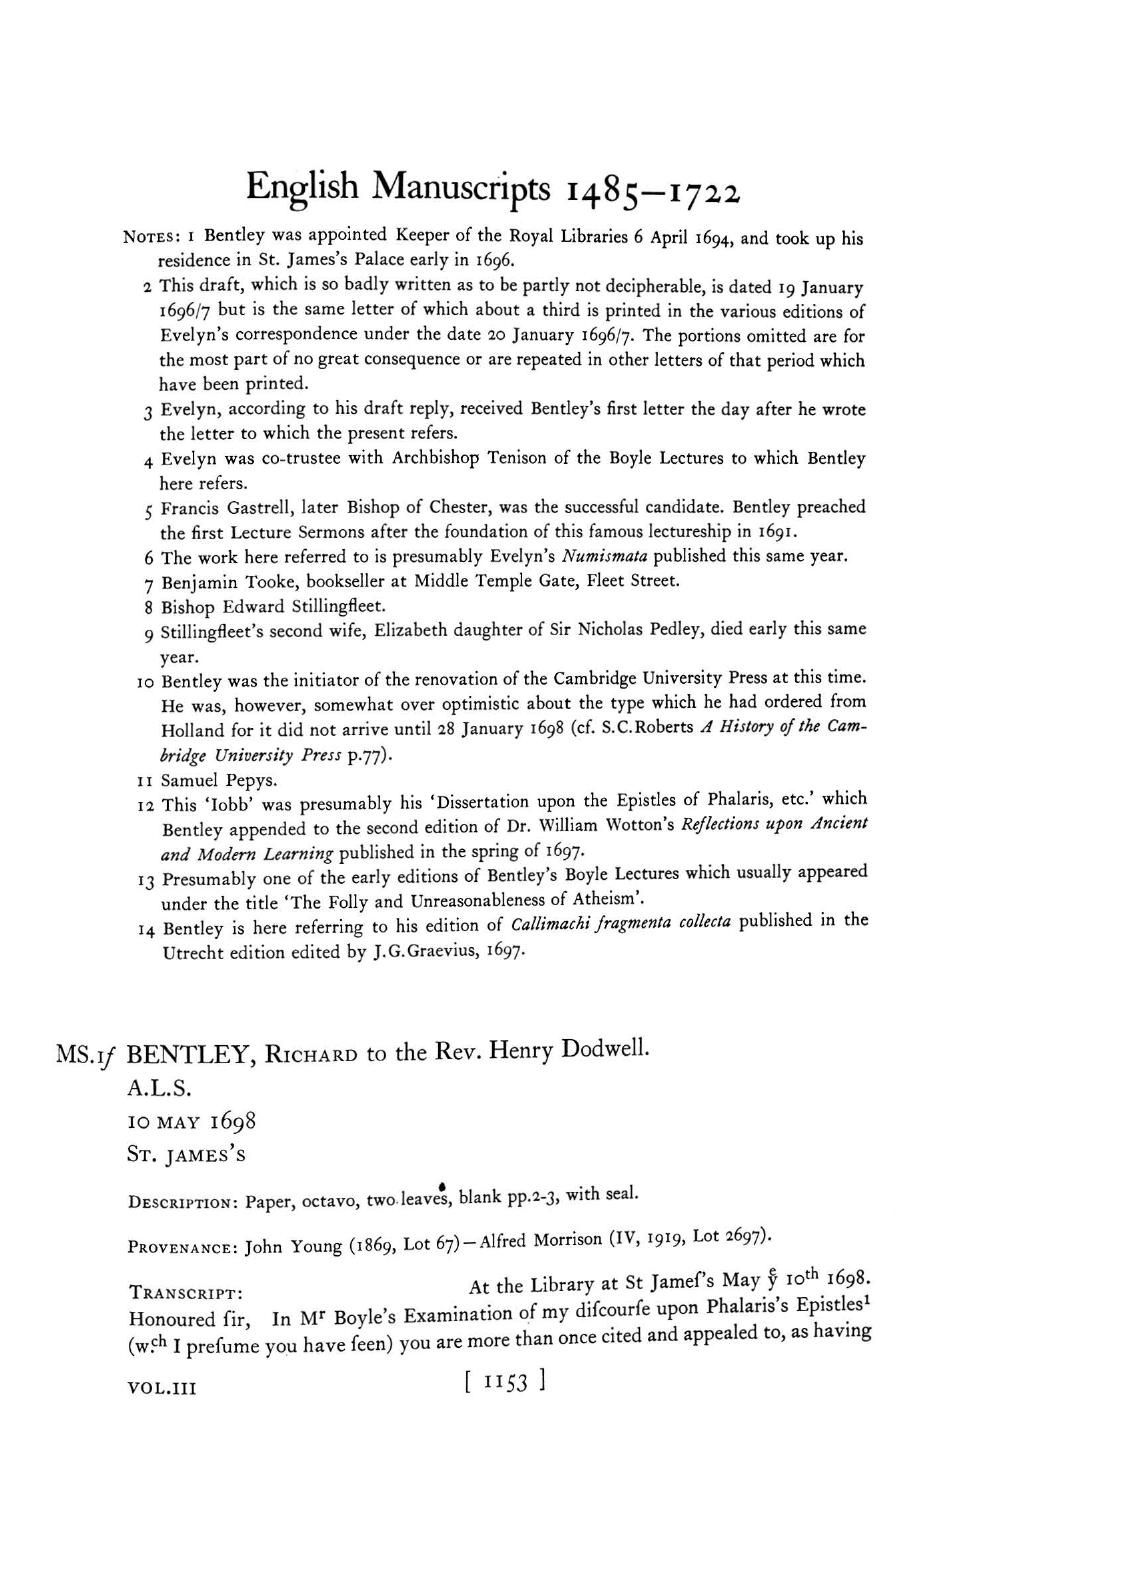 English Manuscripts 1485–1722
NOTES: 1 Bentley was appointed Keeper of the Royal Libraries 6 April 1694, and took up his
residence in St. James's Palace early in 1696.
2 This draft, which is so badly written as to be partly not decipherable, is dated 19 January
1696/7 but is the same letter of which about a third is printed in the various editions of
Evelyn's correspondence under the date 20 January 1696/7. The portions omitted are for
the most part of no great consequence or are repeated in other letters of that period which
have been printed.
3 Evelyn, according to his draft reply, received Bentley's first letter the day after he wrote
the letter to which the present refers.
4 Evelyn was co-trustee with Archbishop Tenison of the Boyle Lectures to which Bentley
here refers.
5 Francis Gastrell, later Bishop of Chester, was the successful candidate. Bentley preached
the first Lecture Sermons after the foundation of this famous lectureship in 1691.
6 The work here referred to is presumably Evelyn's Numismata published this same year.
7 Benjamin Tooke, bookseller at Middle Temple Gate, Fleet Street.
8 Bishop Edward Stillingfleet.
9 Stillingfleet's second wife, Elizabeth daughter of Sir Nicholas Pedley, died early this same
year.
10 Bentley was the initiator of the renovation of the Cambridge University Press at this time.
He was, however, somewhat over optimistic about the type which he had ordered from
Holland for it did not arrive until 28 January 1698 (cf. S.C.Roberts A History of the Cam-
bridge University Press p.77).
11 Samuel Pepys.
12 This ‘Iobb’ was presumably his ‘Dissertation upon the Epistles of Phalaris, etc.’ which
Bentley appended to the second edition of Dr. William Wotton's Reflections upon Ancient
and Modern Learning published in the spring of 1697.
13 Presumably one of the early editions of Bentley's Boyle Lectures which usually appeared
under the title ‘The Folly and Unreasonableness of Atheism’.
14 Bentley is here referring to his edition of Callimachi fragmenta collecta published in the
Utrecht edition edited by J.G.Graevius, 1697.
MS.1f BENTLEY, RICHARD to the Rev. Henry Dodwell.
A.L.S.
10 MAY 1698
ST. JAMES'S
DESCRIPTION: Paper, octavo, two leaves, blank pp.2-3, with seal.
PROVENANCE: John Young (1869, Lot 67)–Alfred Morrison (IV, 1919, Lot 2697).
TRANSCRIPT: At the Library at St Jameſ's May yͤ 10th 1698.
Honoured ſir, In Mr Boyle's Examination of my diſcourſe upon Phalaris's Epistles¹
(w.ch I preſume you have ſeen) you are more than once cited and appealed to, as having
VOL.III [ 1153 ]